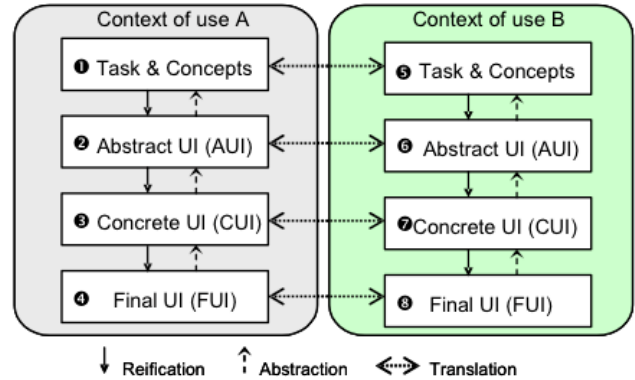 Context of use A
Context of use B
❶ Task & Concepts
❺ Task & Concepts
❷ Abstract UI (AUI)
❻ Abstract UI (AUI)
❸ Concrete UI (CUI)
❼Concrete UI (CUI)
❹ Final UI (FUI)
❽ Final UI (FUI)
Reification Abstraction Translation